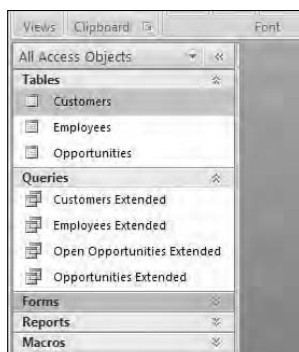 Views Clipboard Font
All Access Objects
Tables
Customers
Employees
Opportunities
Queries
Customers Extended
Employees Extended
Open Opportunities Extended
Opportunities Extended
Forms
Reports
Macros